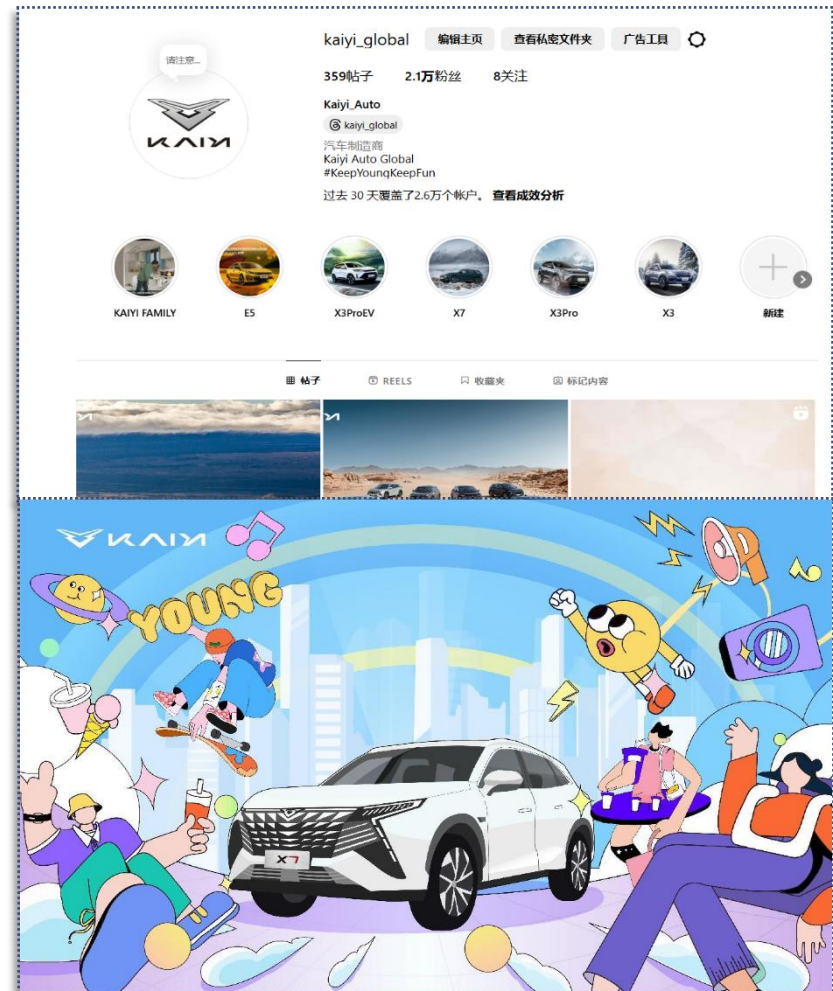 请注意...
KAIYI
kaiyi_global 编辑主页 查看私密文件夹 广告工具
359帖子 2.1万粉丝 8关注
Kaiyi_Auto
kaiyi_global
汽车制造商
Kaiyi Auto Global
#KeepYoungKeepFun
过去 30 天覆盖了2.6万个帐户。 查看成效分析
KAIYI FAMILY E5 X3ProEV X7 X3Pro X3 新建
帖子 REELS 收藏夹 标记内容
KAIYI
YOUNG
X7